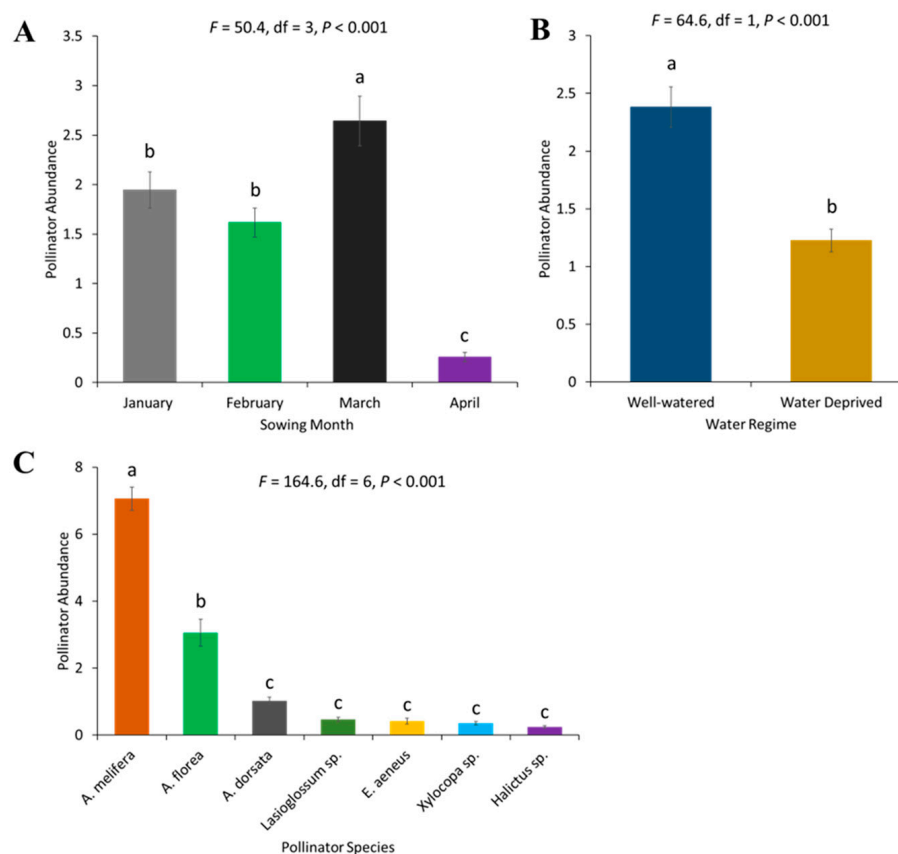 A
F = 50.4, df = 3, P < 0.001
3.5
3
2.5
2
1.5
1
0.5
0
Pollinator Abundance
b
b
a
c
January February March April
Sowing Month
B
F = 64.6, df = 1, P < 0.001
3
2.5
2
1.5
1
0.5
0
Pollinator Abundance
a
b
Well-watered Water Deprived
Water Regime
C
F = 164.6, df = 6, P < 0.001
8
6
4
2
0
Pollinator Abundance
a
b
c
c
c
c
c
A. melifera
A. florea
A. dorsata
Lasioglossum sp.
E. aeneus
Xylocopa sp.
Halictus sp.
Pollinator Species